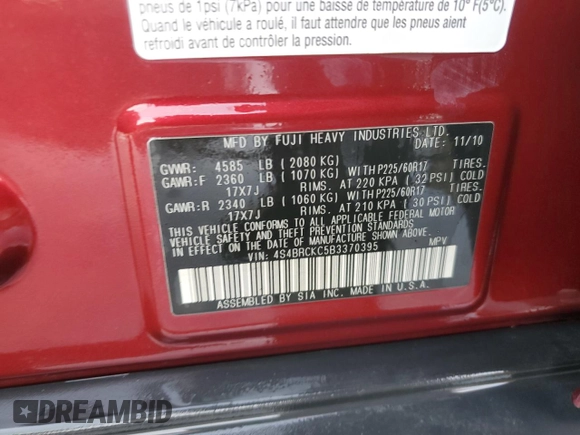 pneus de 1psi (7kPa) pour une baisse de température de 10° F(5°C).
Quand le véhicule a roulé, il faut attendre que les pneus aient
refroidi avant de contrôler la pression.
MFD BY FUJI HEAVY INDUSTRIES LTD.
DATE: 11/10
GVWR: 4585 LB ( 2080 KG)
GAWR:F 2360 LB ( 1070 KG) WITH P225/60R17 TIRES.
17X7J RIMS. AT 220 KPA ( 32 PSI) COLD
GAWR:R 2340 LB ( 1060 KG) WITH P225/60R17 TIRES.
17X7J RIMS. AT 210 KPA ( 30 PSI) COLD
THIS VEHICLE CONFORMS TO ALL APPLICABLE FEDERAL MOTOR
VEHICLE SAFETY AND THEFT PREVENTION STANDARDS IN
EFFECT ON THE DATE OF MANUFACTURE SHOWN ABOVE.
VIN: 4S4BRCKC5B3370395 MPV
ASSEMBLED BY SIA INC. MADE IN U.S.A.
DREAMBID